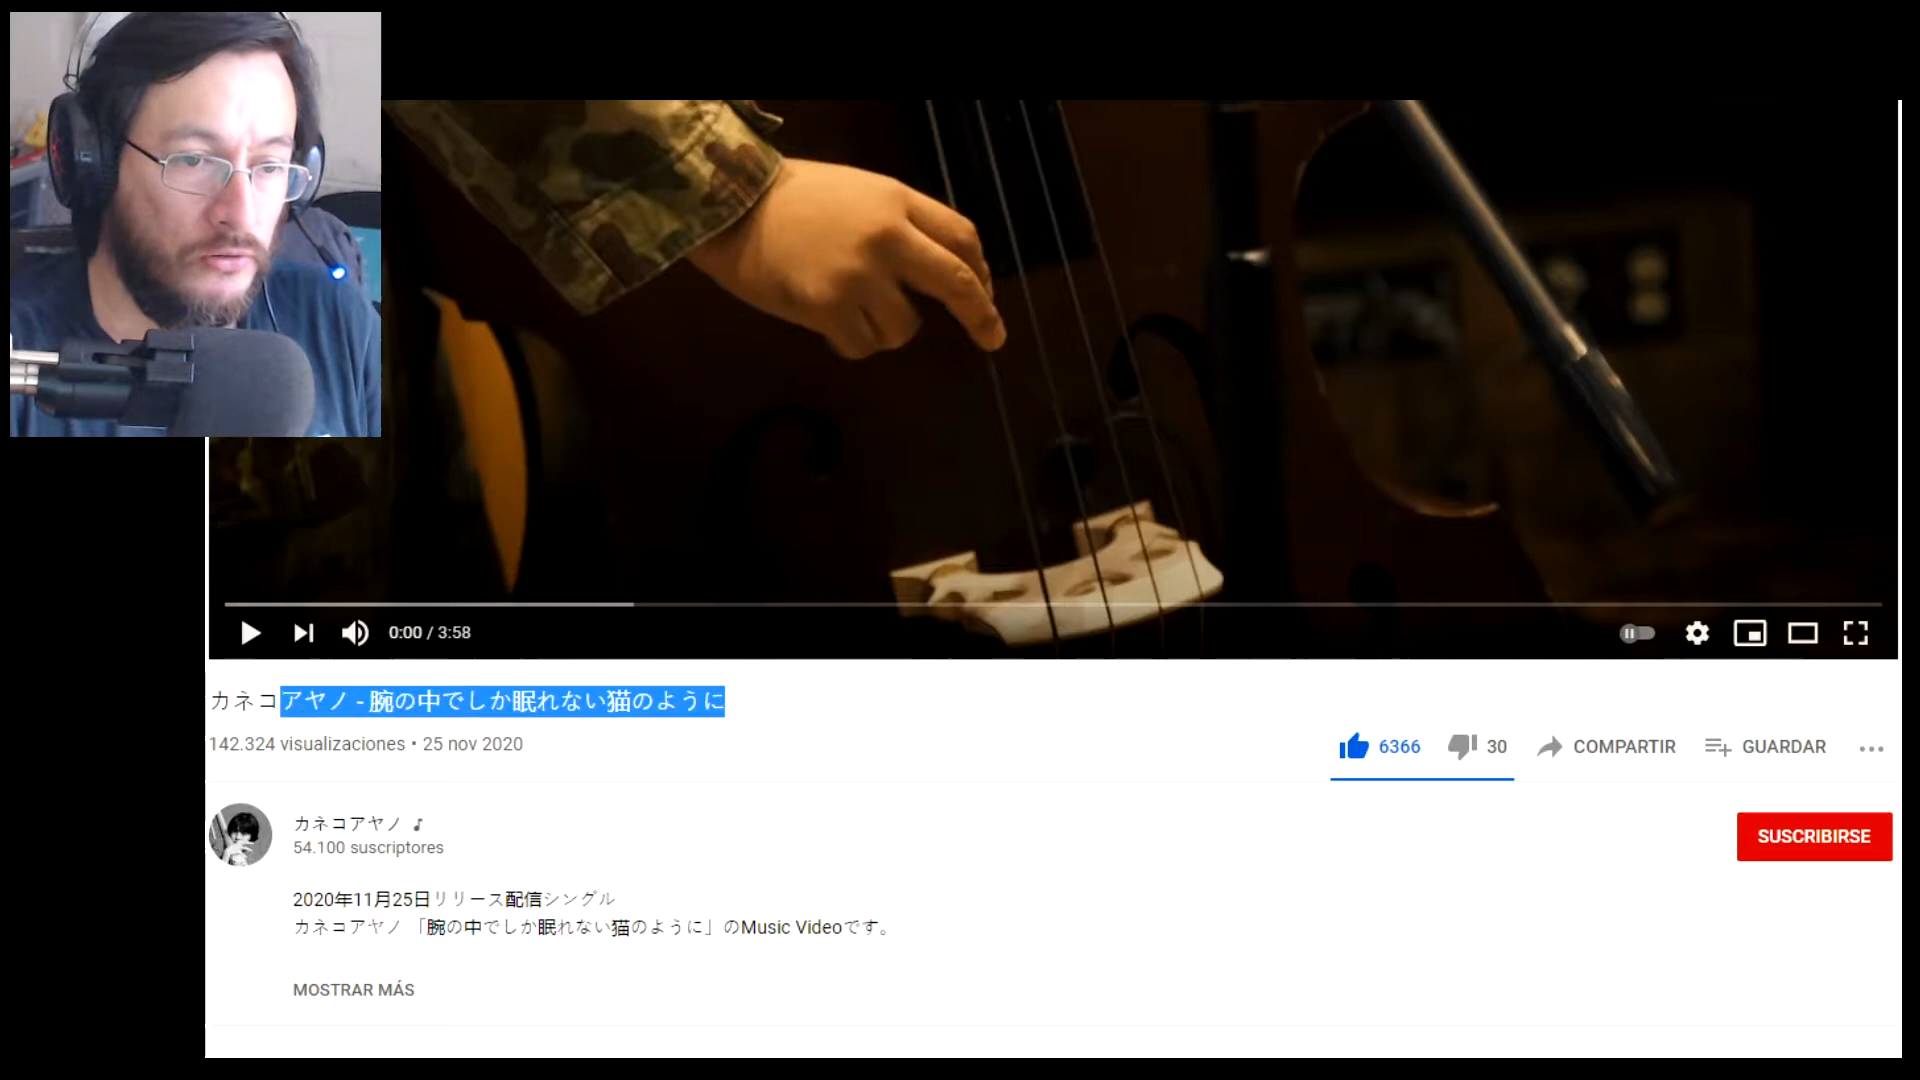 0:00 / 3:58
カネコアヤノ - 腕の中でしか眠れない猫のように
142.324 visualizaciones • 25 nov 2020
6366 30 COMPARTIR GUARDAR
カネコアヤノ
54.100 suscriptores
SUSCRIBIRSE
2020年11月25日リリース配信シングル
カネコアヤノ 「腕の中でしか眠れない猫のように」のMusic Videoです。
MOSTRAR MÁS